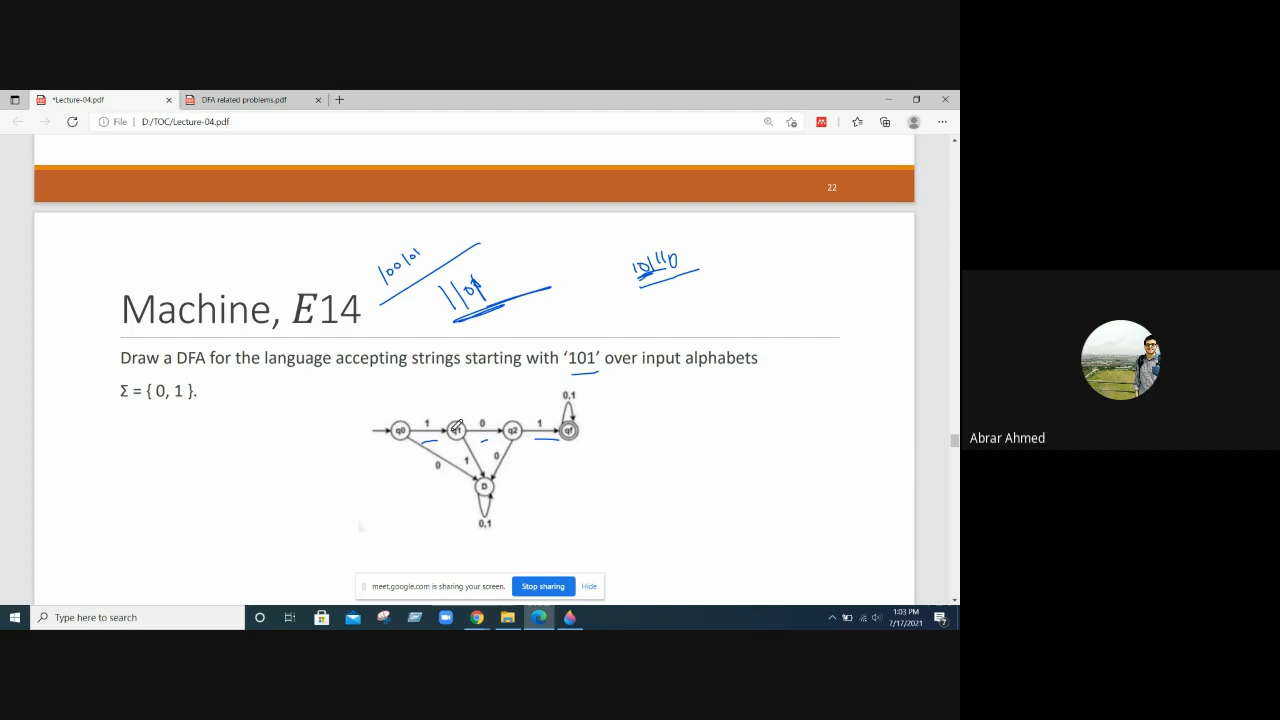 *Lecture-04.pdf
DFA related problems.pdf
File | D:/TOC/Lecture-04.pdf
22
100101
101110
Machine, E14
Draw a DFA for the language accepting strings starting with ‘101’ over input alphabets
Σ = { 0, 1 }.
0,1
q0 1 q1 0 q2 1 qf
0 1 0
D
0,1
Abrar Ahmed
meet.google.com is sharing your screen. Stop sharing Hide
Type here to search
1:03 PM
7/17/2021